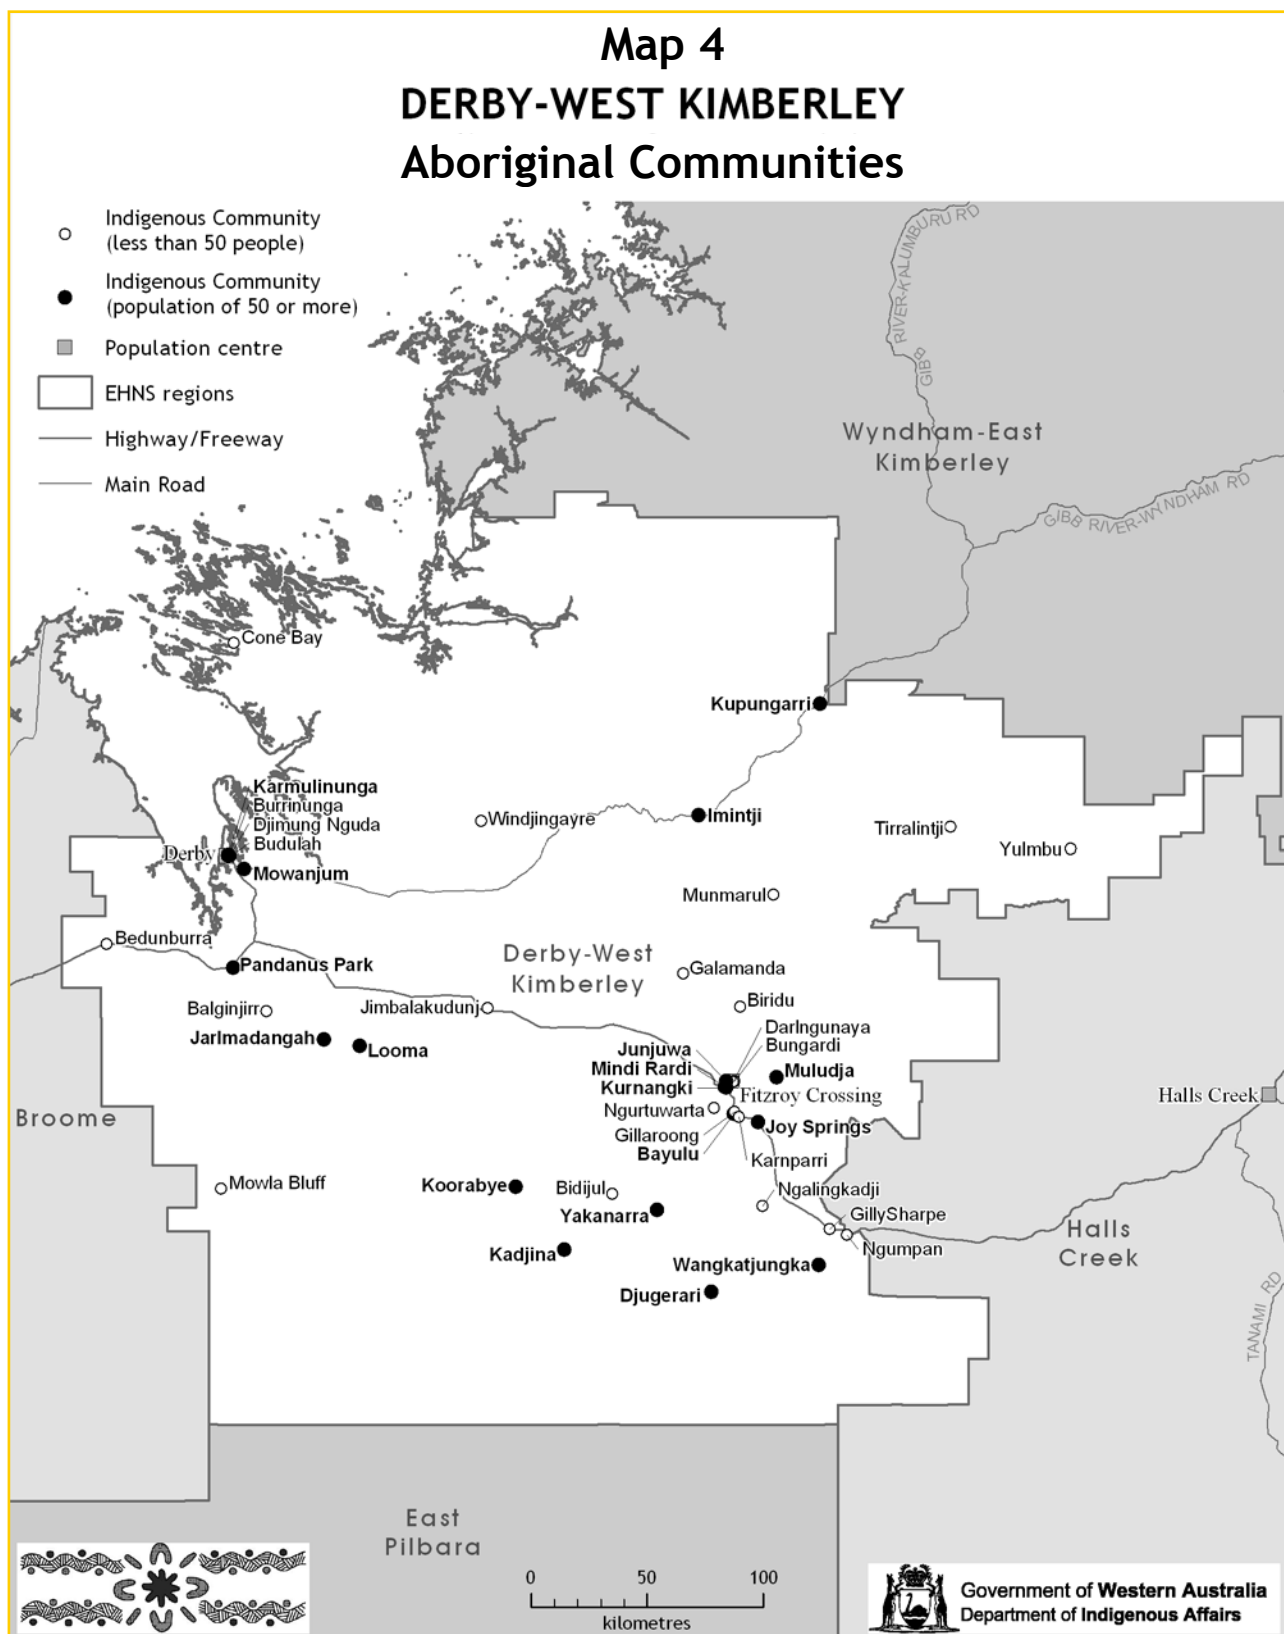 Map 4
DERBY-WEST KIMBERLEY
Aboriginal Communities
Indigenous Community
(less than 50 people)
Indigenous Community
(population of 50 or more)
Population centre
EHNS regions
Highway/Freeway
Main Road
GIBB RIVER-KALUMBURU RD
Wyndham-East
Kimberley
GIBB RIVER-WYNDHAM RD
Cone Bay
Kupungarri
Karmulinunga
Burrinunga
Djimung Nguda
Budulah
Derby
Mowanjum
Windjingayre
Imintji
Tirralintji
Yulmbu
Munmarul
Bedunburra
Pandanus Park
Derby-West
Kimberley
Galamanda
Balginjirr
Jimbalakudunj
Biridu
Jarlmadangah
Looma
Darlngunaya
Bungardi
Junjuwa
Mindi Rardi
Kurnangki
Muludja
Fitzroy Crossing
Halls Creek
Broome
Ngurtuwarta
Gillaroong
Bayulu
Joy Springs
Karnparri
Mowla Bluff
Koorabye
Bidijul
Yakanarra
Ngalingkadji
GillySharpe
Ngumpan
Halls
Creek
Kadjina
Wangkatjungka
Djugerari
TANAMI RD
East
Pilbara
0 50 100
kilometres
Government of Western Australia
Department of Indigenous Affairs